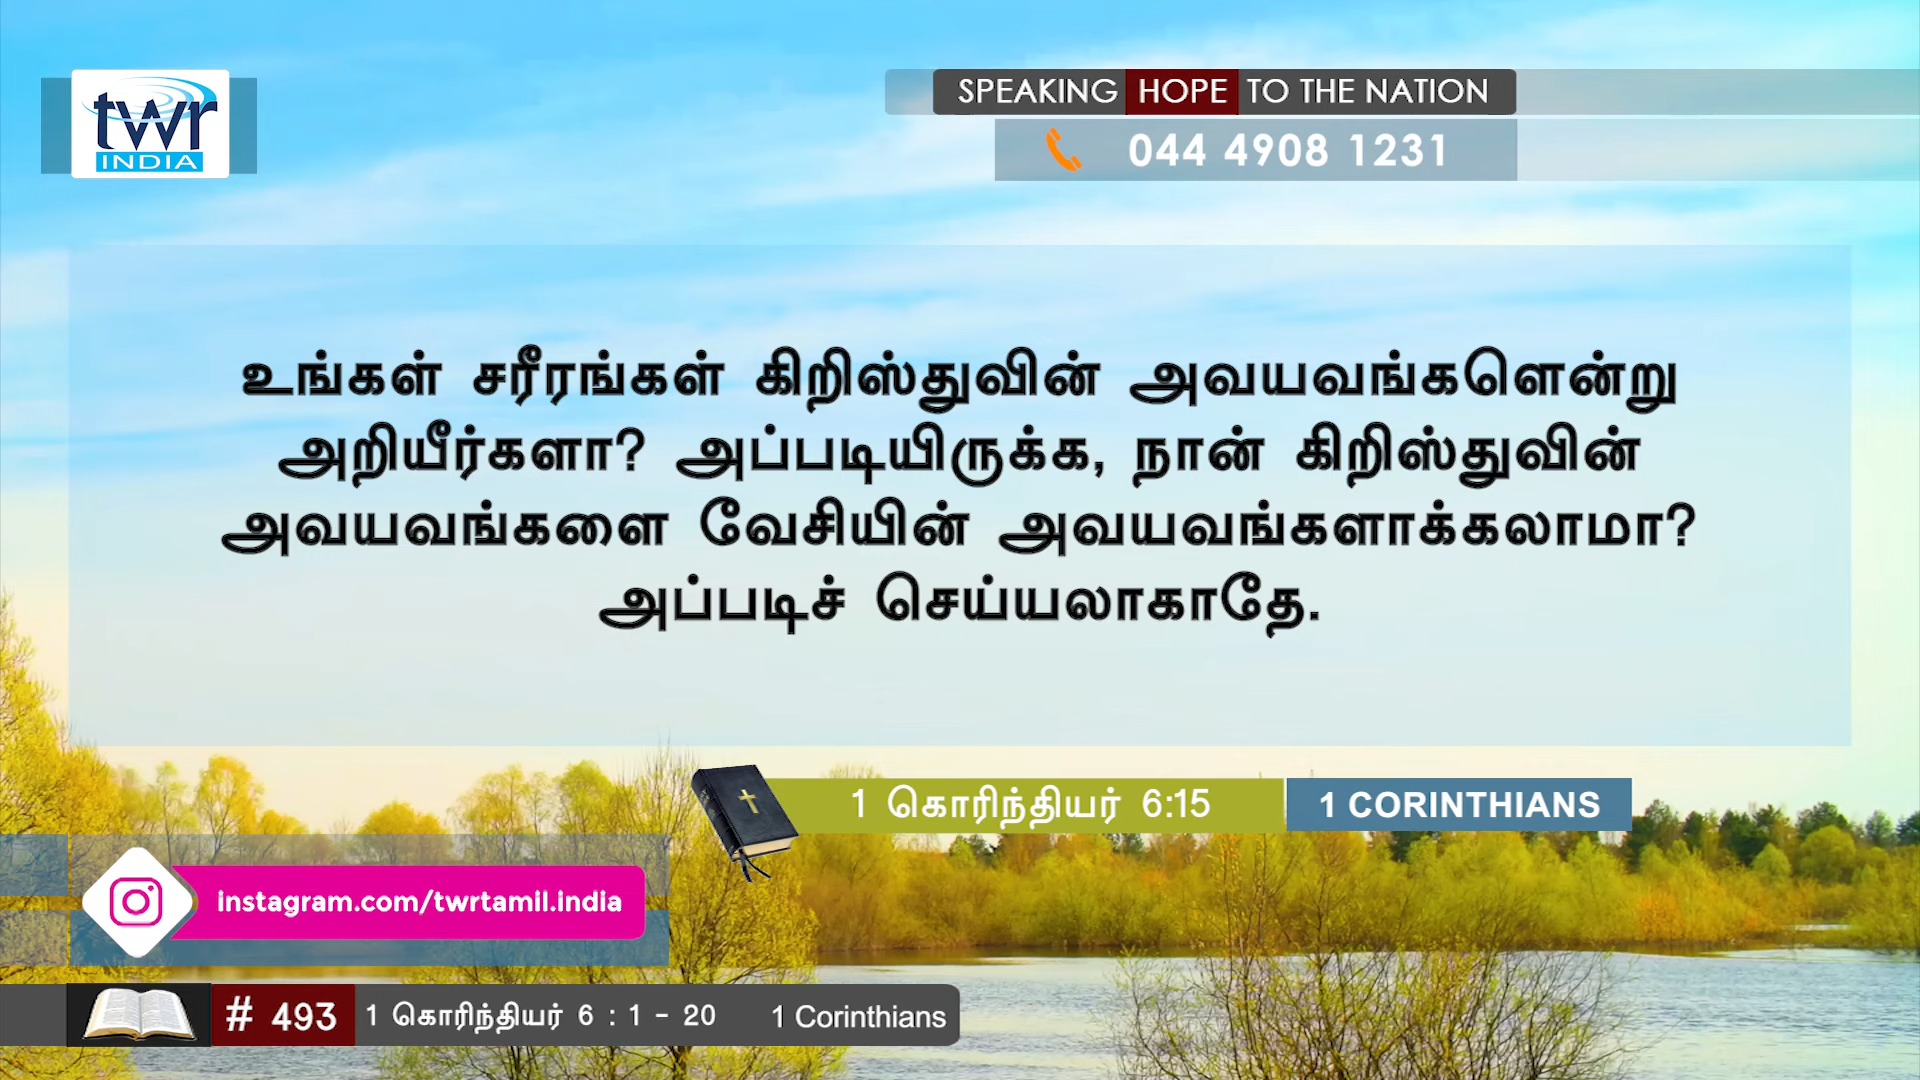 twr
INDIA
SPEAKING HOPE TO THE NATION
044 4908 1231
உங்கள் சரீரங்கள் கிறிஸ்துவின் அவயவங்களென்று
அறியீர்களா? அப்படியிருக்க, நான் கிறிஸ்துவின்
அவயவங்களை வேசியின் அவயவங்களாக்கலாமா?
அப்படிச் செய்யலாகாதே.
1 கொரிந்தியர் 6:15 1 CORINTHIANS
instagram.com/twrtamil.india
# 493 1 கொரிந்தியர் 6 : 1 - 20 1 Corinthians